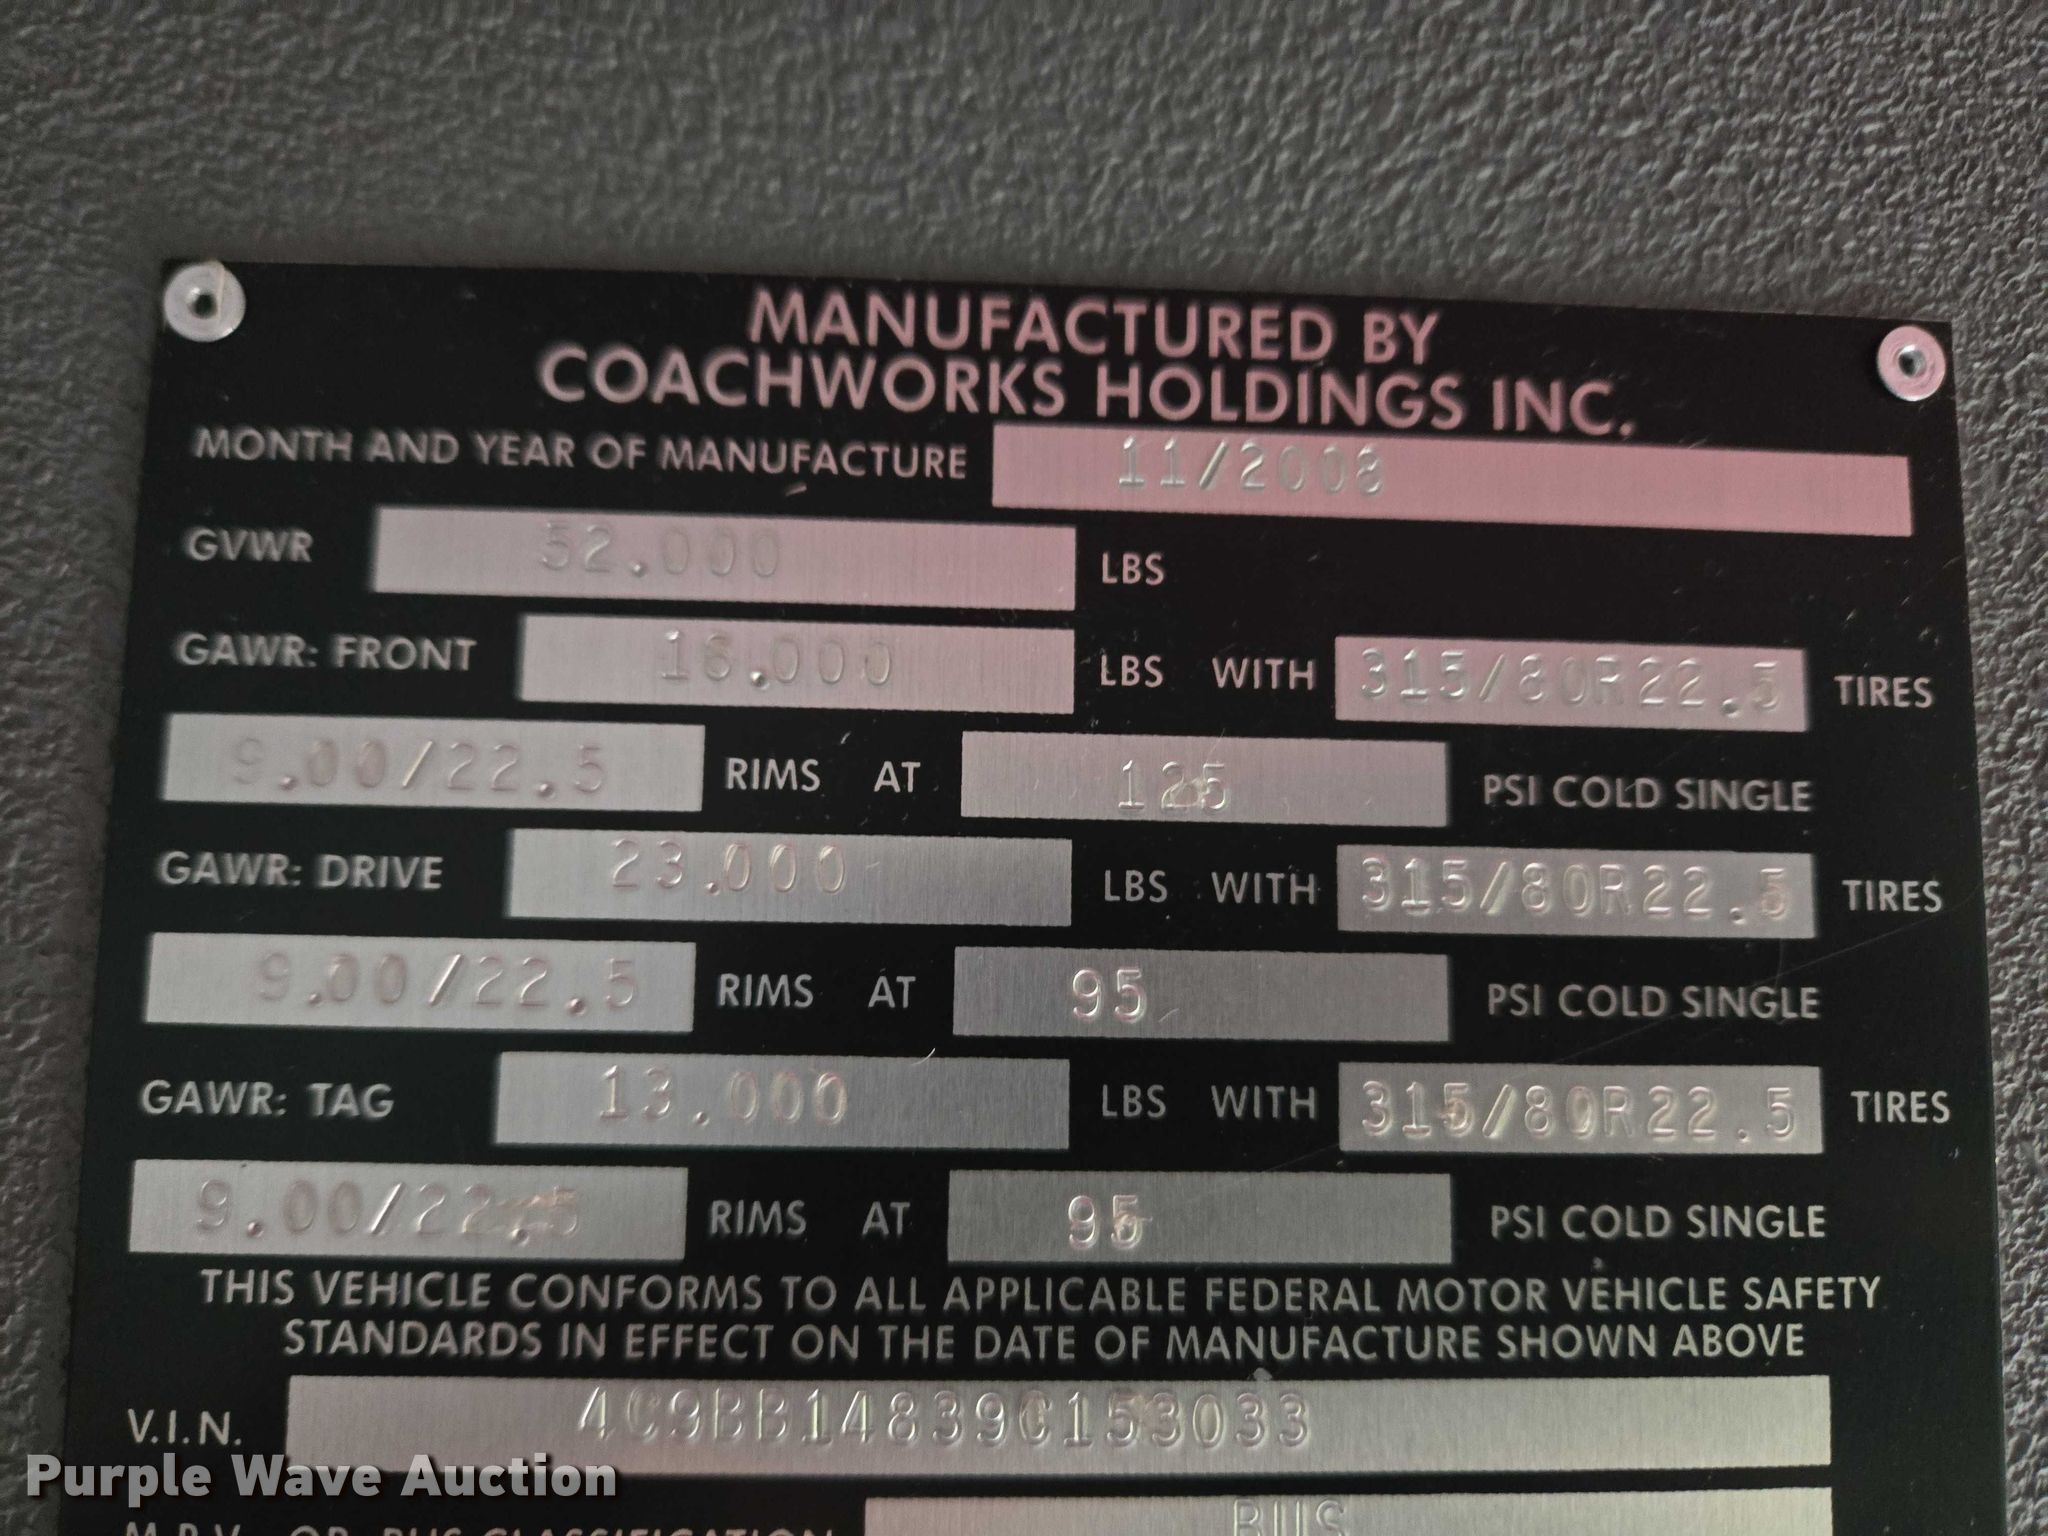 MANUFACTURED BY
COACHWORKS HOLDINGS INC.
MONTH AND YEAR OF MANUFACTURE 11/2008
GVWR 52.000 LBS
GAWR: FRONT 16.000 LBS WITH 315/80R22.5 TIRES
9.00/22.5 RIMS AT 125 PSI COLD SINGLE
GAWR: DRIVE 23.000 LBS WITH 315/80R22.5 TIRES
9.00/22.5 RIMS AT 95 PSI COLD SINGLE
GAWR: TAG 13.000 LBS WITH 315/80R22.5 TIRES
9.00/22.5 RIMS AT 95 PSI COLD SINGLE
THIS VEHICLE CONFORMS TO ALL APPLICABLE FEDERAL MOTOR VEHICLE SAFETY
STANDARDS IN EFFECT ON THE DATE OF MANUFACTURE SHOWN ABOVE
V.I.N. 4C9BB14839C153033
Purple Wave Auction
M.P.V. OR BUS CLASSIFICATION BUS